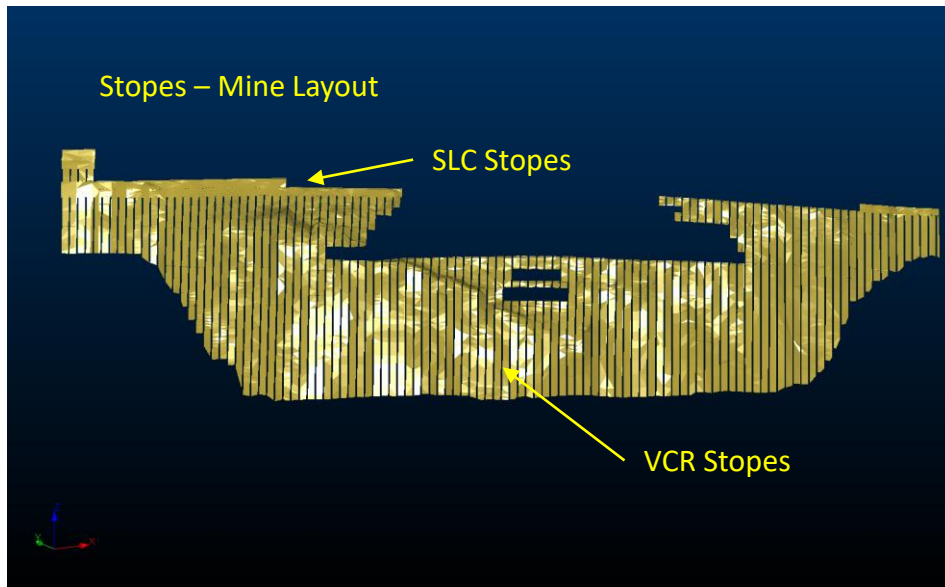 Stopes – Mine Layout
SLC Stopes
VCR Stopes
Z
Y
X